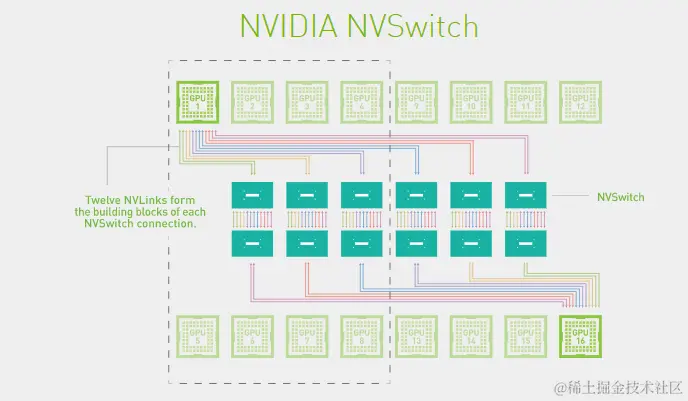 NVIDIA NVSwitch
GPU 1
GPU 2
GPU 3
GPU 4
GPU 9
GPU 10
GPU 11
GPU 12
Twelve NVLinks form
the building blocks of each
NVSwitch connection.
NVSwitch
GPU 5
GPU 6
GPU 7
GPU 8
GPU 13
GPU 14
GPU 15
GPU 16
@稀土掘金技术社区